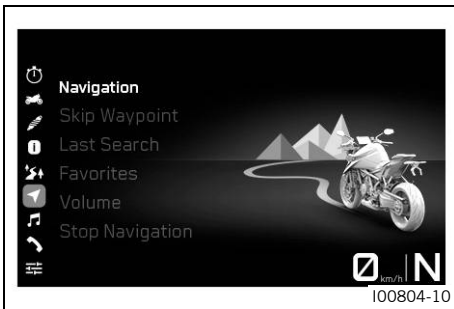 Navigation
Skip Waypoint
Last Search
Favorites
Volume
Stop Navigation
0 km/h N
I00804-10